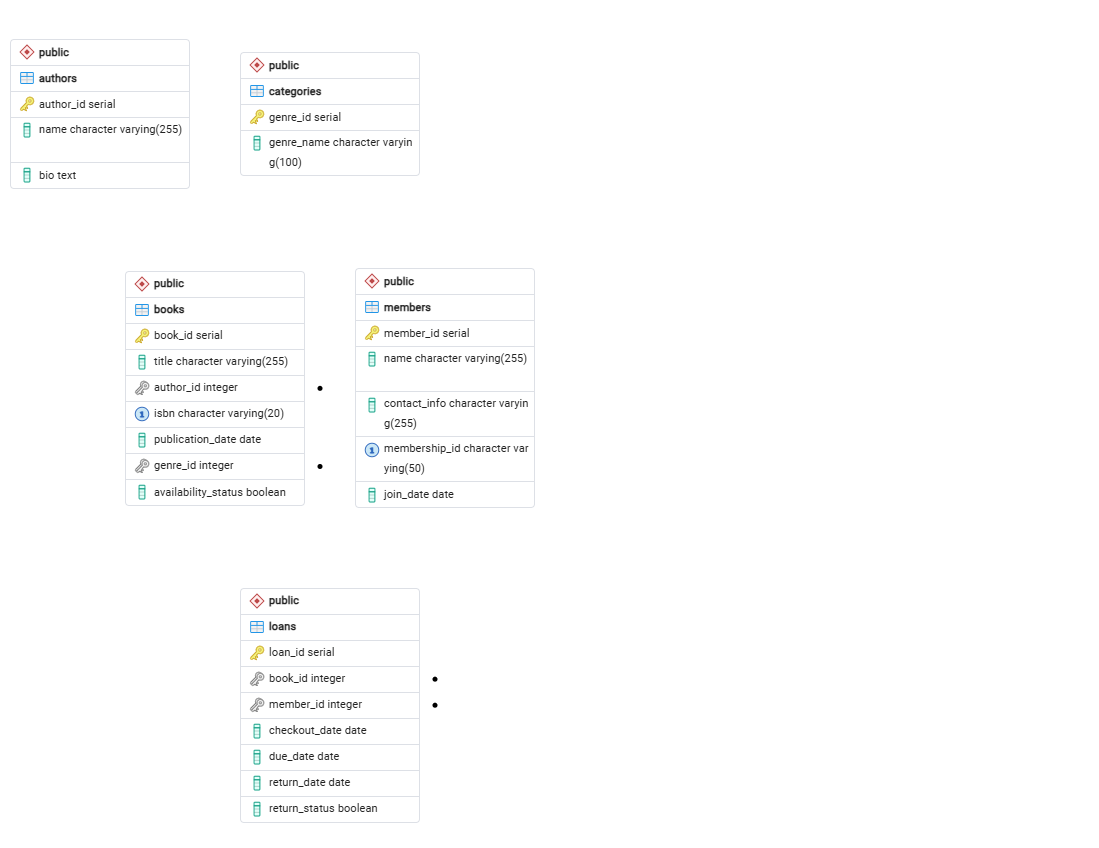 public
authors
author_id serial
name character varying(255)
bio text
public
categories
genre_id serial
genre_name character varyin
g(100)
public
books
book_id serial
title character varying(255)
author_id integer
1 isbn character varying(20)
publication_date date
genre_id integer
availability_status boolean
public
members
member_id serial
name character varying(255)
contact_info character varyin
g(255)
1 membership_id character var
ying(50)
join_date date
public
loans
loan_id serial
book_id integer
member_id integer
checkout_date date
due_date date
return_date date
return_status boolean